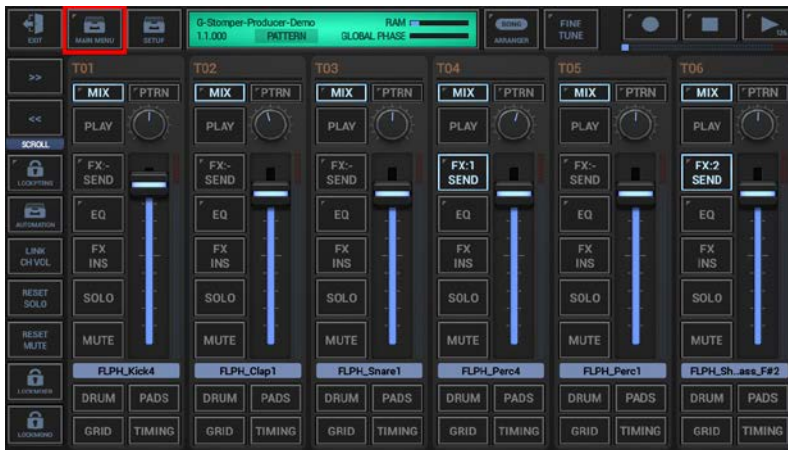 EXIT
MAIN MENU
SETUP
G-Stomper-Producer-Demo RAM
1.1.000 PATTERN GLOBAL PHASE
SONG
ARRANGER
FINE
TUNE
>>
<<
SCROLL
LOCK PTRNS
AUTOMATION
LINK
CH VOL
RESET
SOLO
RESET
MUTE
LOCKMIXER
LOCKMONO
T01 T02 T03 T04 T05 T06
MIX PTRN MIX PTRN MIX PTRN MIX PTRN MIX PTRN MIX PTRN
PLAY PLAY PLAY PLAY PLAY PLAY
FX:- FX:- FX:- FX:1 FX:- FX:2
SEND SEND SEND SEND SEND SEND
EQ EQ EQ EQ EQ EQ
FX FX FX FX FX FX
INS INS INS INS INS INS
SOLO SOLO SOLO SOLO SOLO SOLO
MUTE MUTE MUTE MUTE MUTE MUTE
FLPH_Kick4 FLPH_Clap1 FLPH_Snare1 FLPH_Perc4 FLPH_Perc1 FLPH_Sh..ass_F#2
DRUM PADS DRUM PADS DRUM PADS DRUM PADS DRUM PADS DRUM PADS
GRID TIMING GRID TIMING GRID TIMING GRID TIMING GRID TIMING GRID TIMING